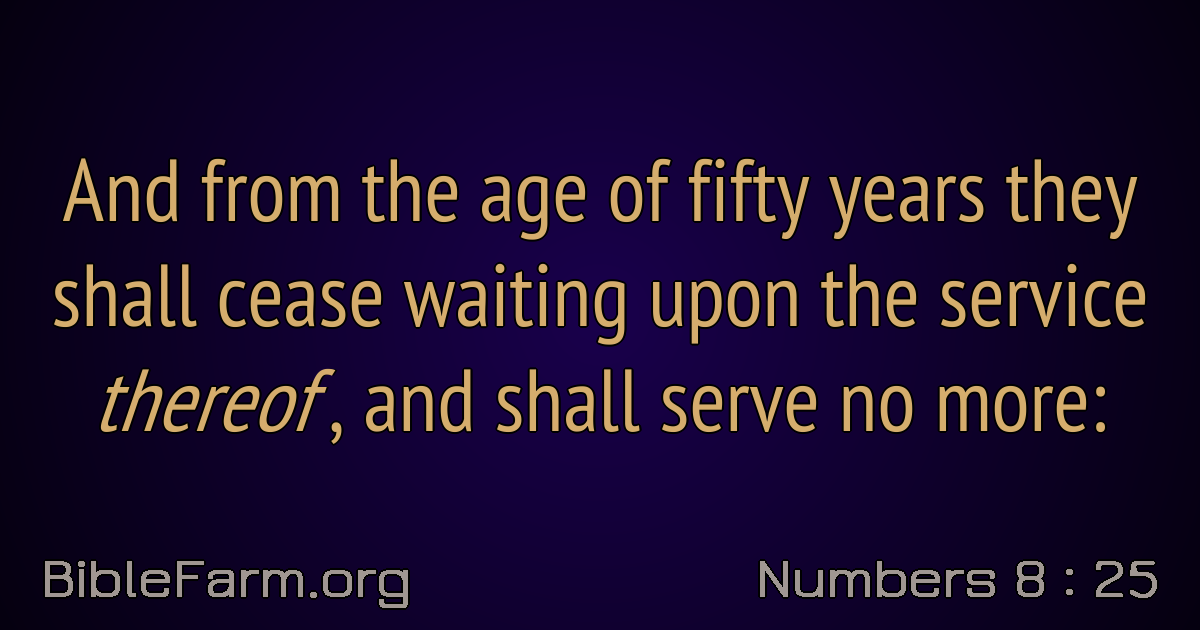 And from the age of fifty years they
shall cease waiting upon the service
thereof , and shall serve no more:
BibleFarm.org
Numbers 8 : 25